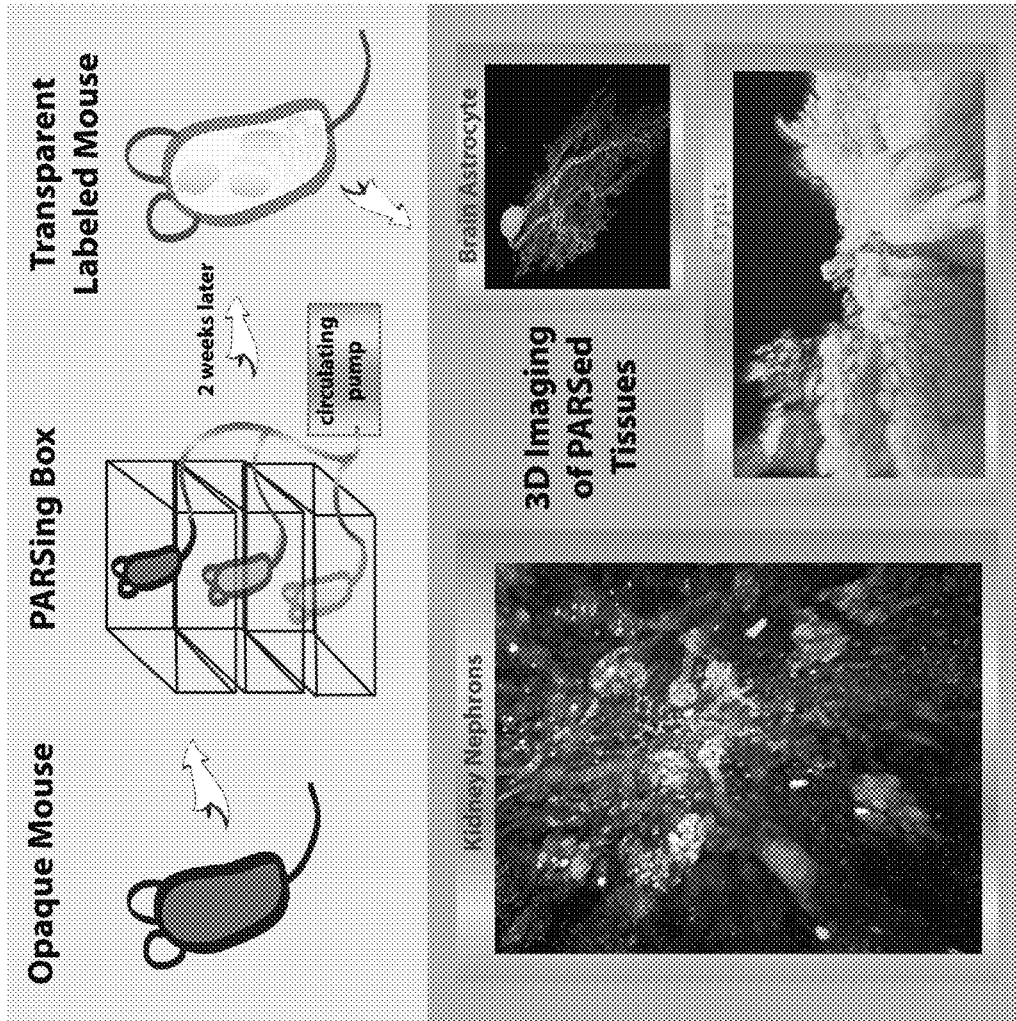 Opaque Mouse
PARSing Box
2 weeks later
circulating
pump
Transparent
Labeled Mouse
Kidney Nephrons
3D Imaging
of PARSed
Tissues
Brain Astrocyte